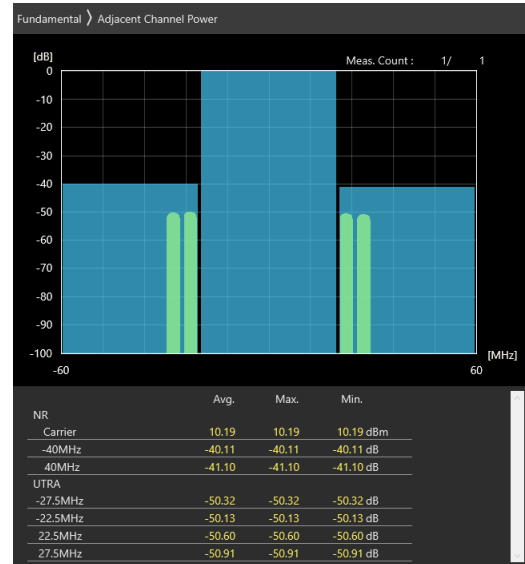 Fundamental 〉 Adjacent Channel Power
[dB]
Meas. Count : 1/ 1
0
-10
-20
-30
-40
-50
-60
-70
-80
-90
-100
[MHz]
-60 60
Avg. Max. Min.
NR
Carrier 10.19 10.19 10.19 dBm
-40MHz -40.11 -40.11 -40.11 dB
40MHz -41.10 -41.10 -41.10 dB
UTRA
-27.5MHz -50.32 -50.32 -50.32 dB
-22.5MHz -50.13 -50.13 -50.13 dB
22.5MHz -50.60 -50.60 -50.60 dB
27.5MHz -50.91 -50.91 -50.91 dB